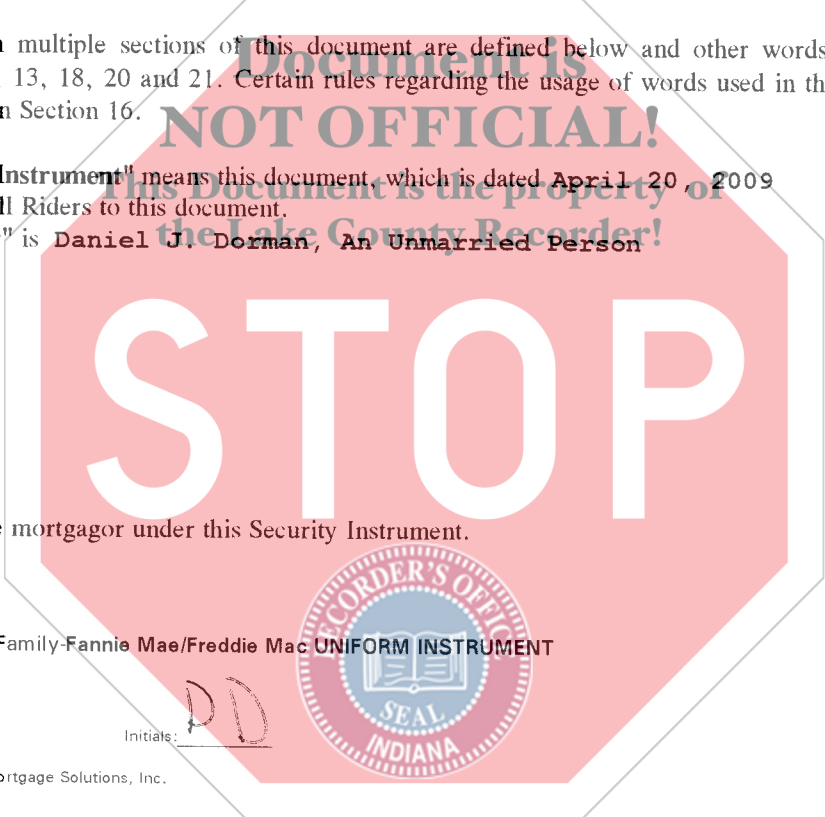 multiple sections of this document are defined below and other words
13, 18, 20 and 21. Certain rules regarding the usage of words used in th
n Section 16.
Document is
NOT OFFICIAL!
This Document is the property of
the Lake County Recorder!
Instrument" means this document, which is dated April 20, 2009
ll Riders to this document.
" is Daniel J. Dorman, An Unmarried Person
STOP
mortgagor under this Security Instrument.
RECORDER'S OFFICE
SEAL
INDIANA
Family-Fannie Mae/Freddie Mac UNIFORM INSTRUMENT
Initials: DD
ortgage Solutions, Inc.